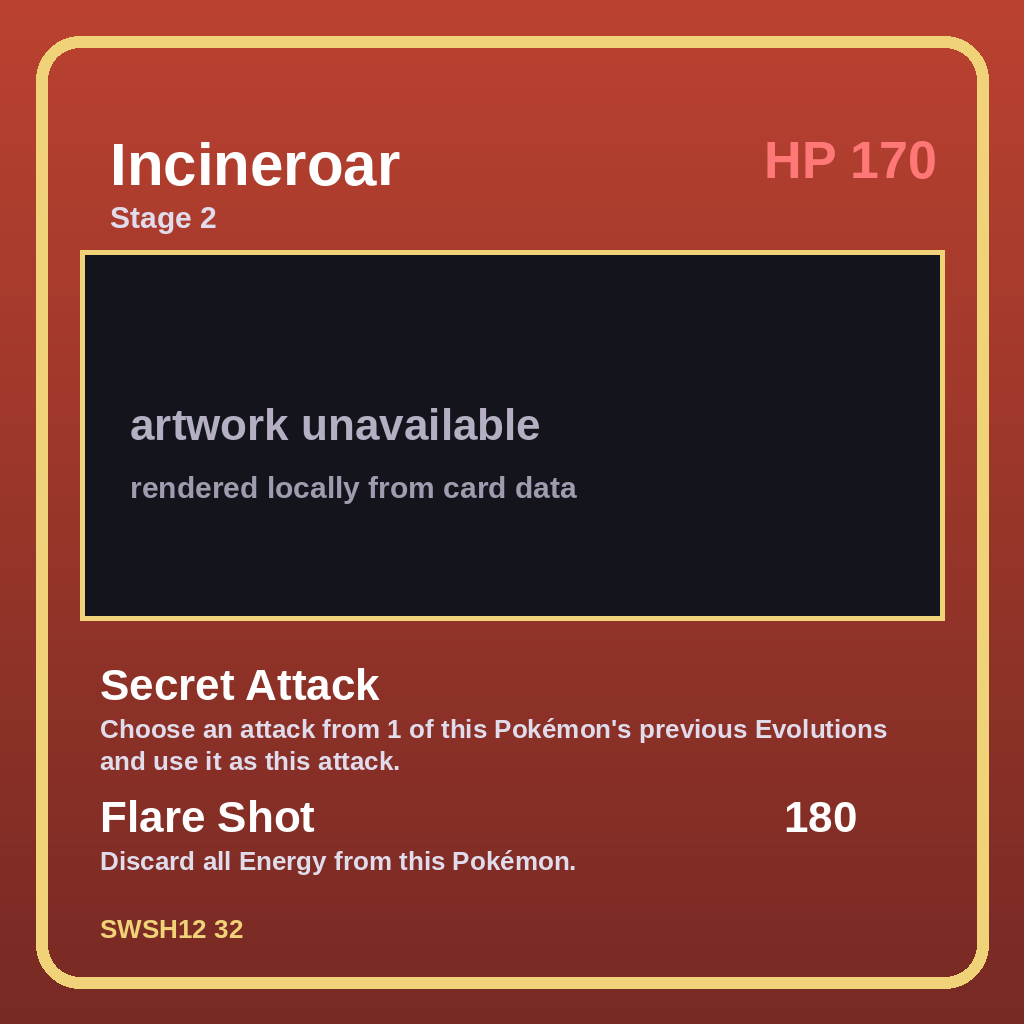 Incineroar
HP 170
Stage 2
artwork unavailable
rendered locally from card data
Secret Attack
Choose an attack from 1 of this Pokémon's previous Evolutions
and use it as this attack.
Flare Shot
180
Discard all Energy from this Pokémon.
SWSH12 32